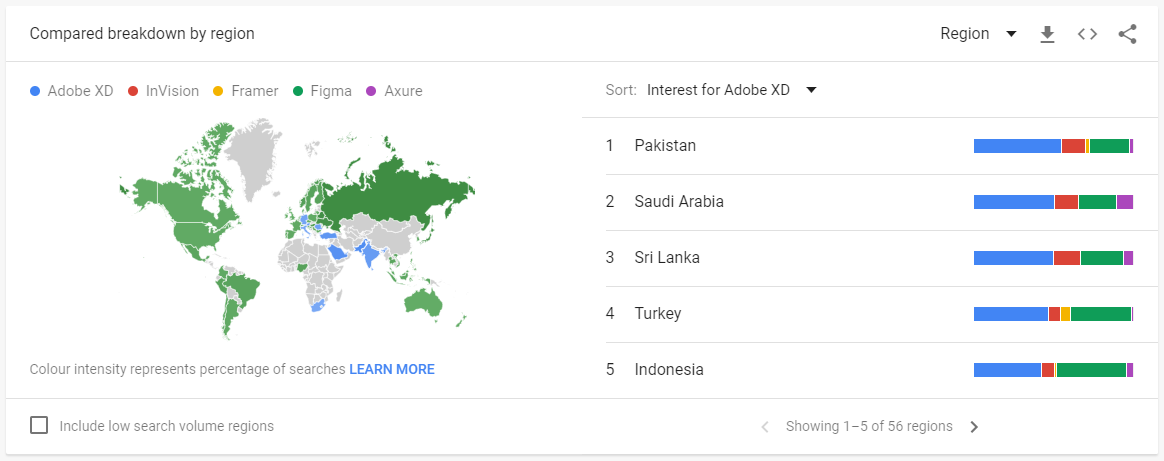 Compared breakdown by region
Region
Adobe XD InVision Framer Figma Axure
Sort: Interest for Adobe XD
1 Pakistan
2 Saudi Arabia
3 Sri Lanka
4 Turkey
5 Indonesia
Colour intensity represents percentage of searches LEARN MORE
Include low search volume regions
Showing 1–5 of 56 regions